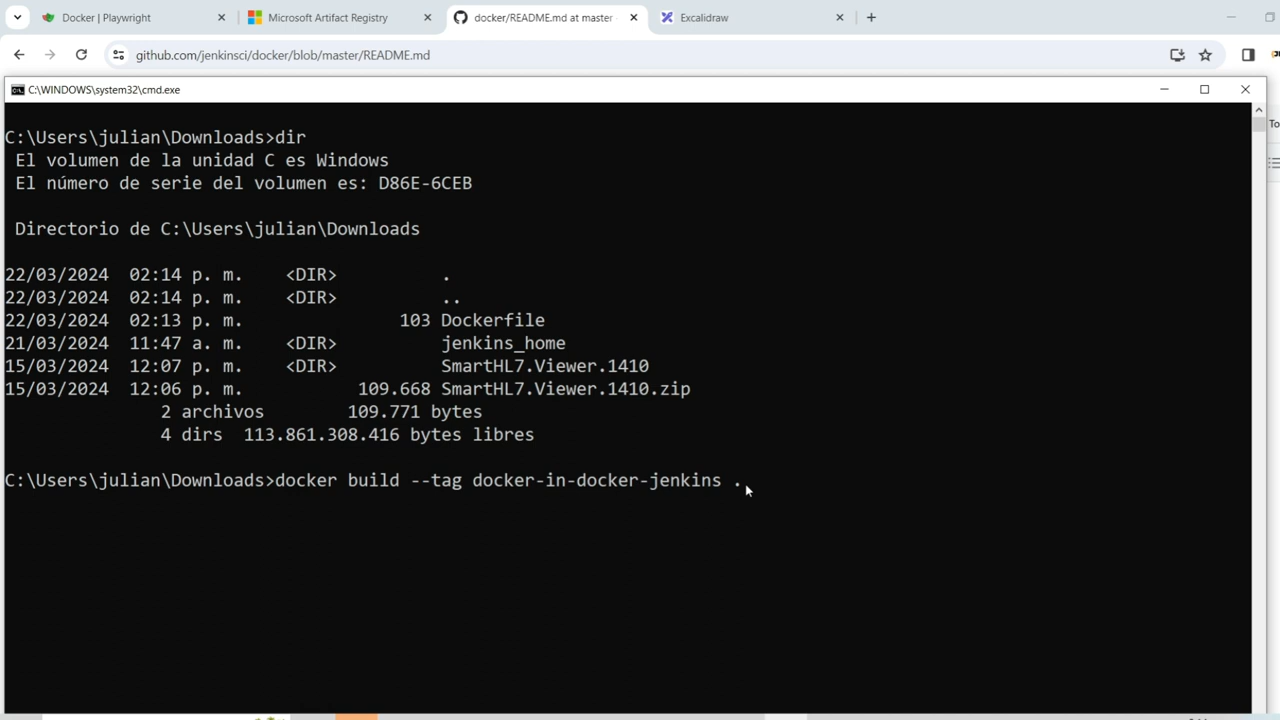 Docker | Playwright
Microsoft Artifact Registry
docker/README.md at master
Excalidraw
github.com/jenkinsci/docker/blob/master/README.md
C:\WINDOWS\system32\cmd.exe
C:\Users\julian\Downloads>dir
El volumen de la unidad C es Windows
El número de serie del volumen es: D86E-6CEB
Directorio de C:\Users\julian\Downloads
22/03/2024 02:14 p. m. <DIR> .
22/03/2024 02:14 p. m. <DIR> ..
22/03/2024 02:13 p. m. 103 Dockerfile
21/03/2024 11:47 a. m. <DIR> jenkins_home
15/03/2024 12:07 p. m. <DIR> SmartHL7.Viewer.1410
15/03/2024 12:06 p. m. 109.668 SmartHL7.Viewer.1410.zip
2 archivos 109.771 bytes
4 dirs 113.861.308.416 bytes libres
C:\Users\julian\Downloads>docker build --tag docker-in-docker-jenkins .